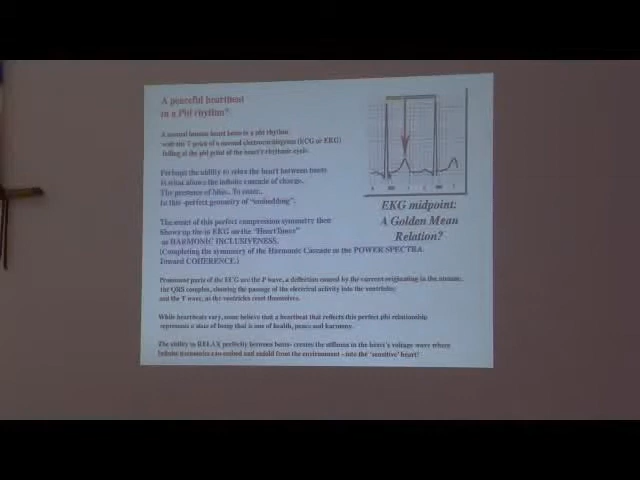 A peaceful heartbeat
in a Phi rhythm?
A normal human heart beats in a phi rhythm
with the T point of a normal electrocardiogram (ECG or EKG)
falling at the phi point of the heart's rhythmic cycle.
Perhaps the ability to relax the heart between beats
is what allows the infinite cascade of charge..
The presence of bliss.. To enter..
In this -perfect geometry of "embedding".
The onset of this perfect compression symmetry then
Shows up the in EKG on the "HeartTuner"
as HARMONIC INCLUSIVENESS.
(Completing the symmetry of the Harmonic Cascade in the POWER SPECTRA
Toward COHERENCE.)
EKG midpoint:
A Golden Mean
Relation?
Prominent parts of the ECG are the P wave, a deflection caused by the current originating in the
the QRS complex, showing the passage of the electrical activity into the ventricles;
and the T wave, as the ventricles reset themselves.
While heartbeats vary, some believe that a heartbeat that reflects this perfect phi relationship
represents a state of being that is one of health, peace and harmony.
The ability to RELAX perfectly between beats- creates the stillness in the heart's voltage wave where
Infinite harmonics can embed and unfold from the environment - into the 'sensitive' heart!